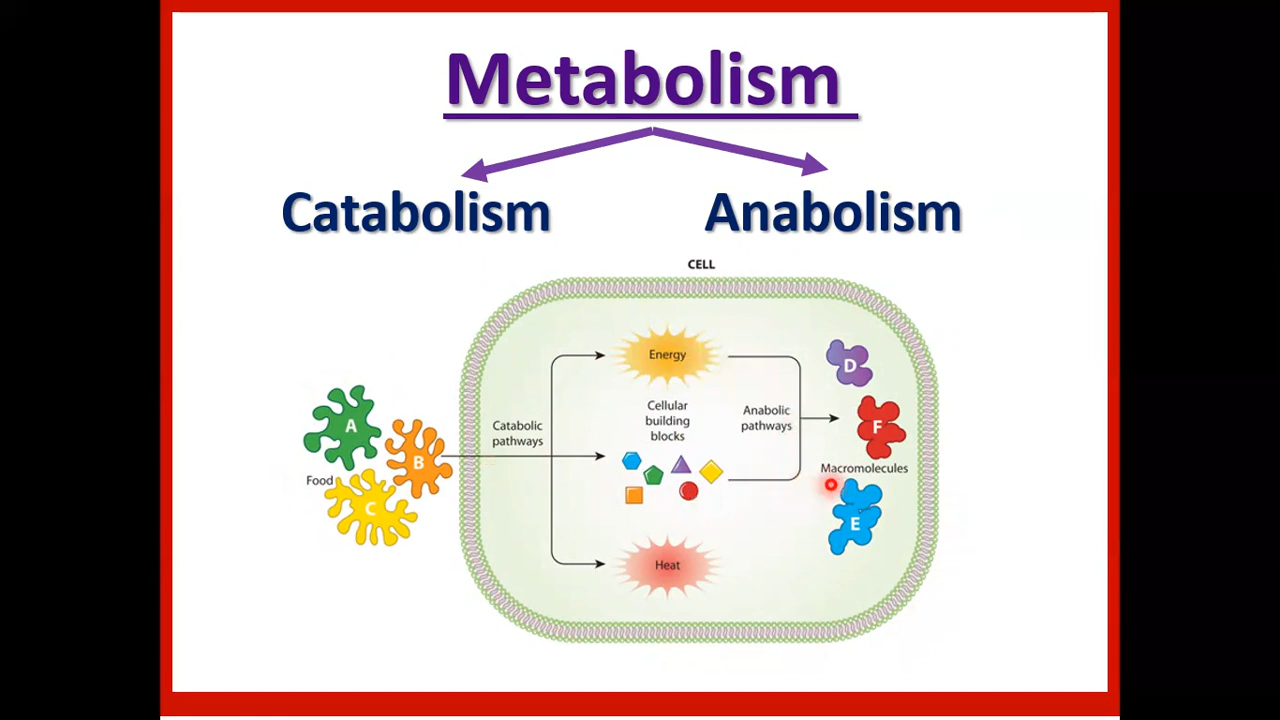 Metabolism
Catabolism
Anabolism
CELL
A
B
C
Food
Catabolic
pathways
Energy
Cellular
building
blocks
Heat
Anabolic
pathways
D
F
Macromolecules
E